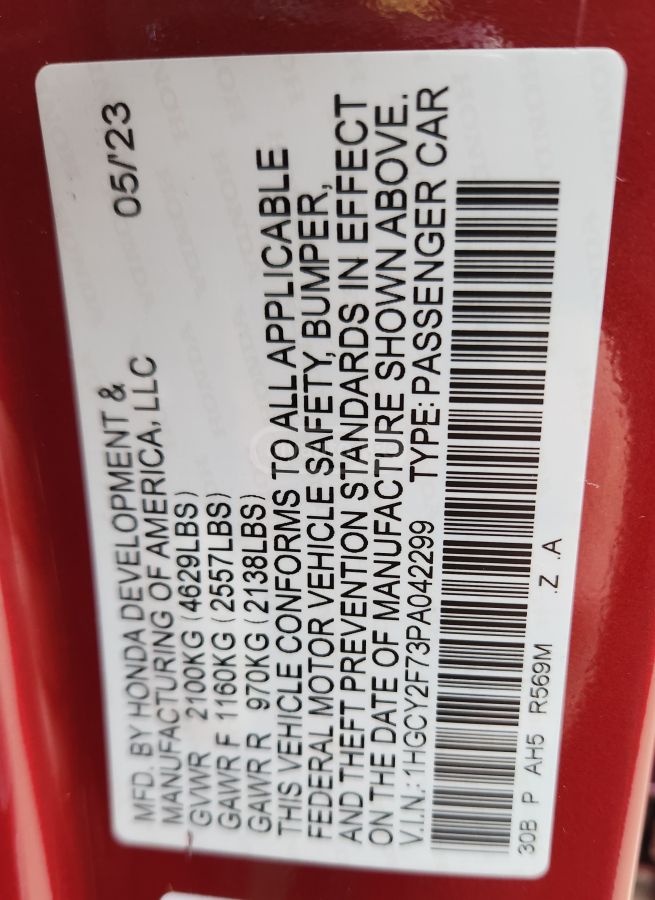 MFD. BY HONDA DEVELOPMENT & 05/'23
MANUFACTURING OF AMERICA, LLC
GVWR 2100KG (4629LBS)
GAWR F 1160KG (2557LBS)
GAWR R 970KG (2138LBS)
THIS VEHICLE CONFORMS TO ALL APPLICABLE
FEDERAL MOTOR VEHICLE SAFETY, BUMPER,
AND THEFT PREVENTION STANDARDS IN EFFECT
ON THE DATE OF MANUFACTURE SHOWN ABOVE.
V.I.N.: 1HGCY2F73PA042299 TYPE: PASSENGER CAR
30B P AH5 R569M .Z .A